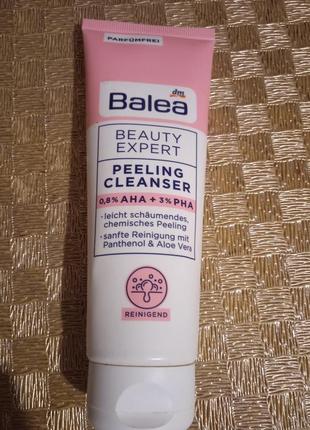 PARFÜMFREI
dm
Balea
BEAUTY
EXPERT
PEELING
CLEANSER
0,8% AHA + 3% PHA
• leicht schäumendes,
chemisches Peeling
• sanfte Reinigung mit
Panthenol & Aloe Vera
REINIGEND